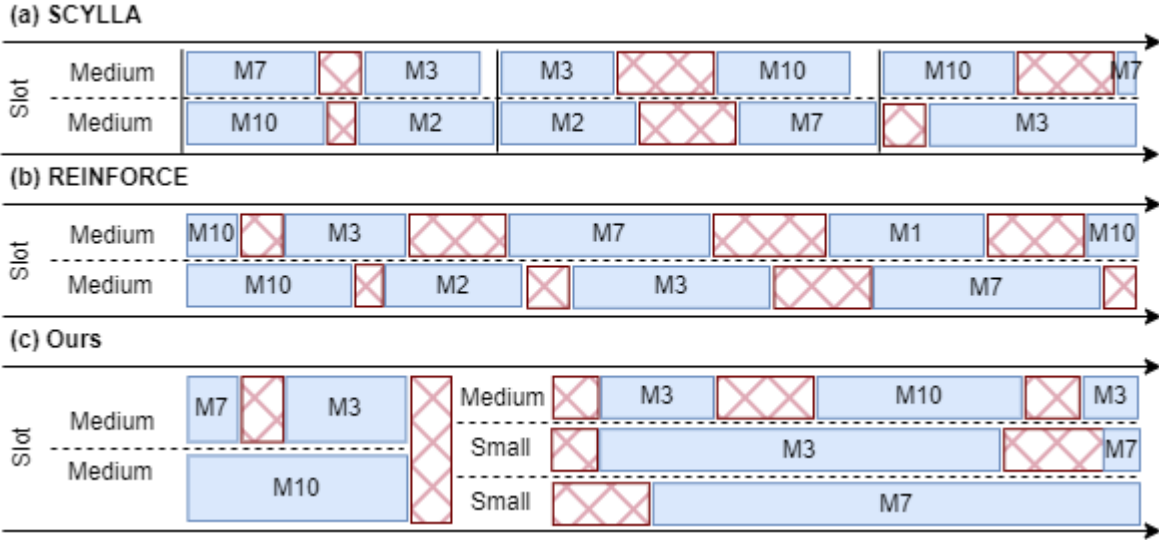 (a) SCYLLA
Slot
Medium M7 M3 M3 M10 M10 M7
Medium M10 M2 M2 M7 M3
(b) REINFORCE
Slot
Medium M10 M3 M7 M1 M10
Medium M10 M2 M3 M7
(c) Ours
Slot
Medium M7 M3
Medium M10
Medium M3 M10 M3
Small M3 M7
Small M7